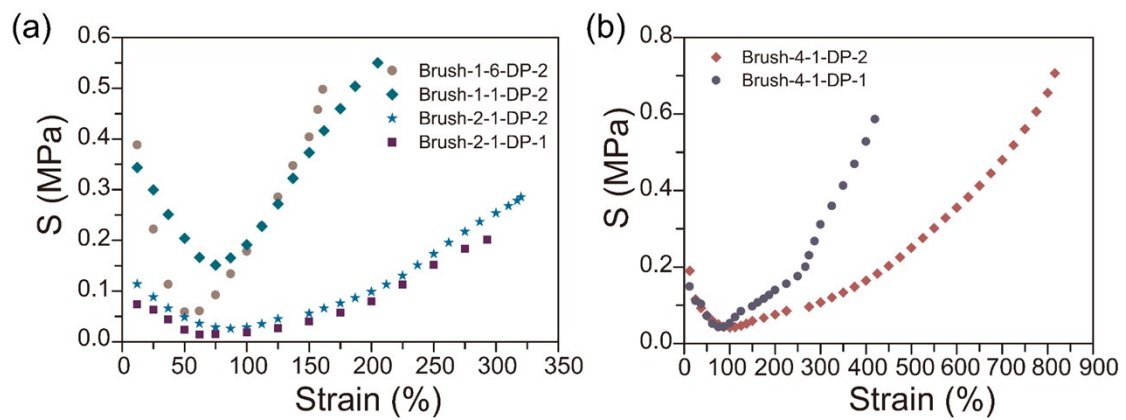 (a)
S (MPa)
0.6
0.5
0.4
0.3
0.2
0.1
0.0
Brush-1-6-DP-2
Brush-1-1-DP-2
Brush-2-1-DP-2
Brush-2-1-DP-1
0 50 100 150 200 250 300 350
Strain (%)
(b)
S (MPa)
0.8
0.6
0.4
0.2
0.0
Brush-4-1-DP-2
Brush-4-1-DP-1
0 100 200 300 400 500 600 700 800 900
Strain (%)